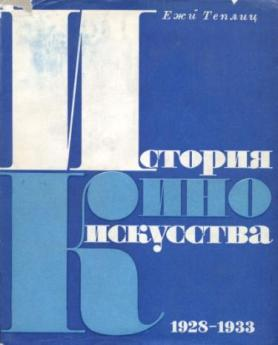 Ежи Теплиц
История
Кино
искусства
1928-1933